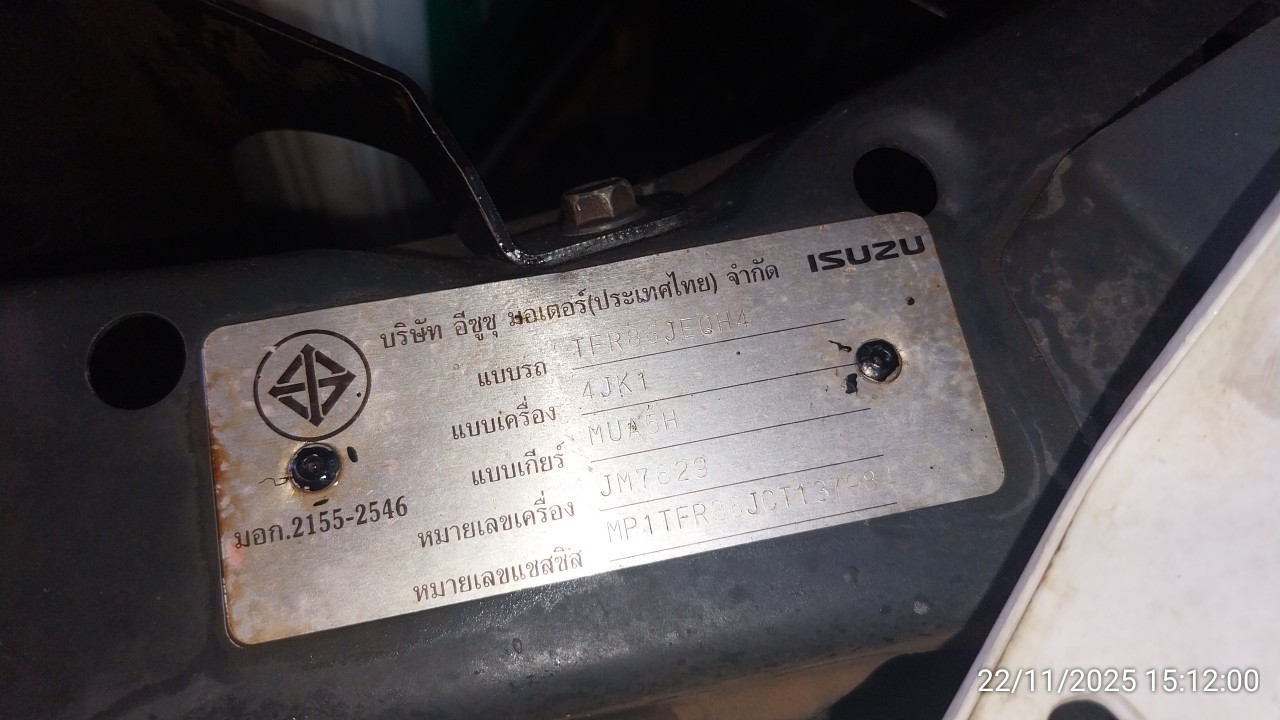 ISUZU
บริษัท อีซูซุ มอเตอร์(ประเทศไทย) จำกัด
แบบรถ
แบบเครื่อง 4JK1
แบบเกียร์ MUA5H
มอก.2155-2546
หมายเลขเครื่อง
หมายเลขแชสซิส
22/11/2025 15:12:00